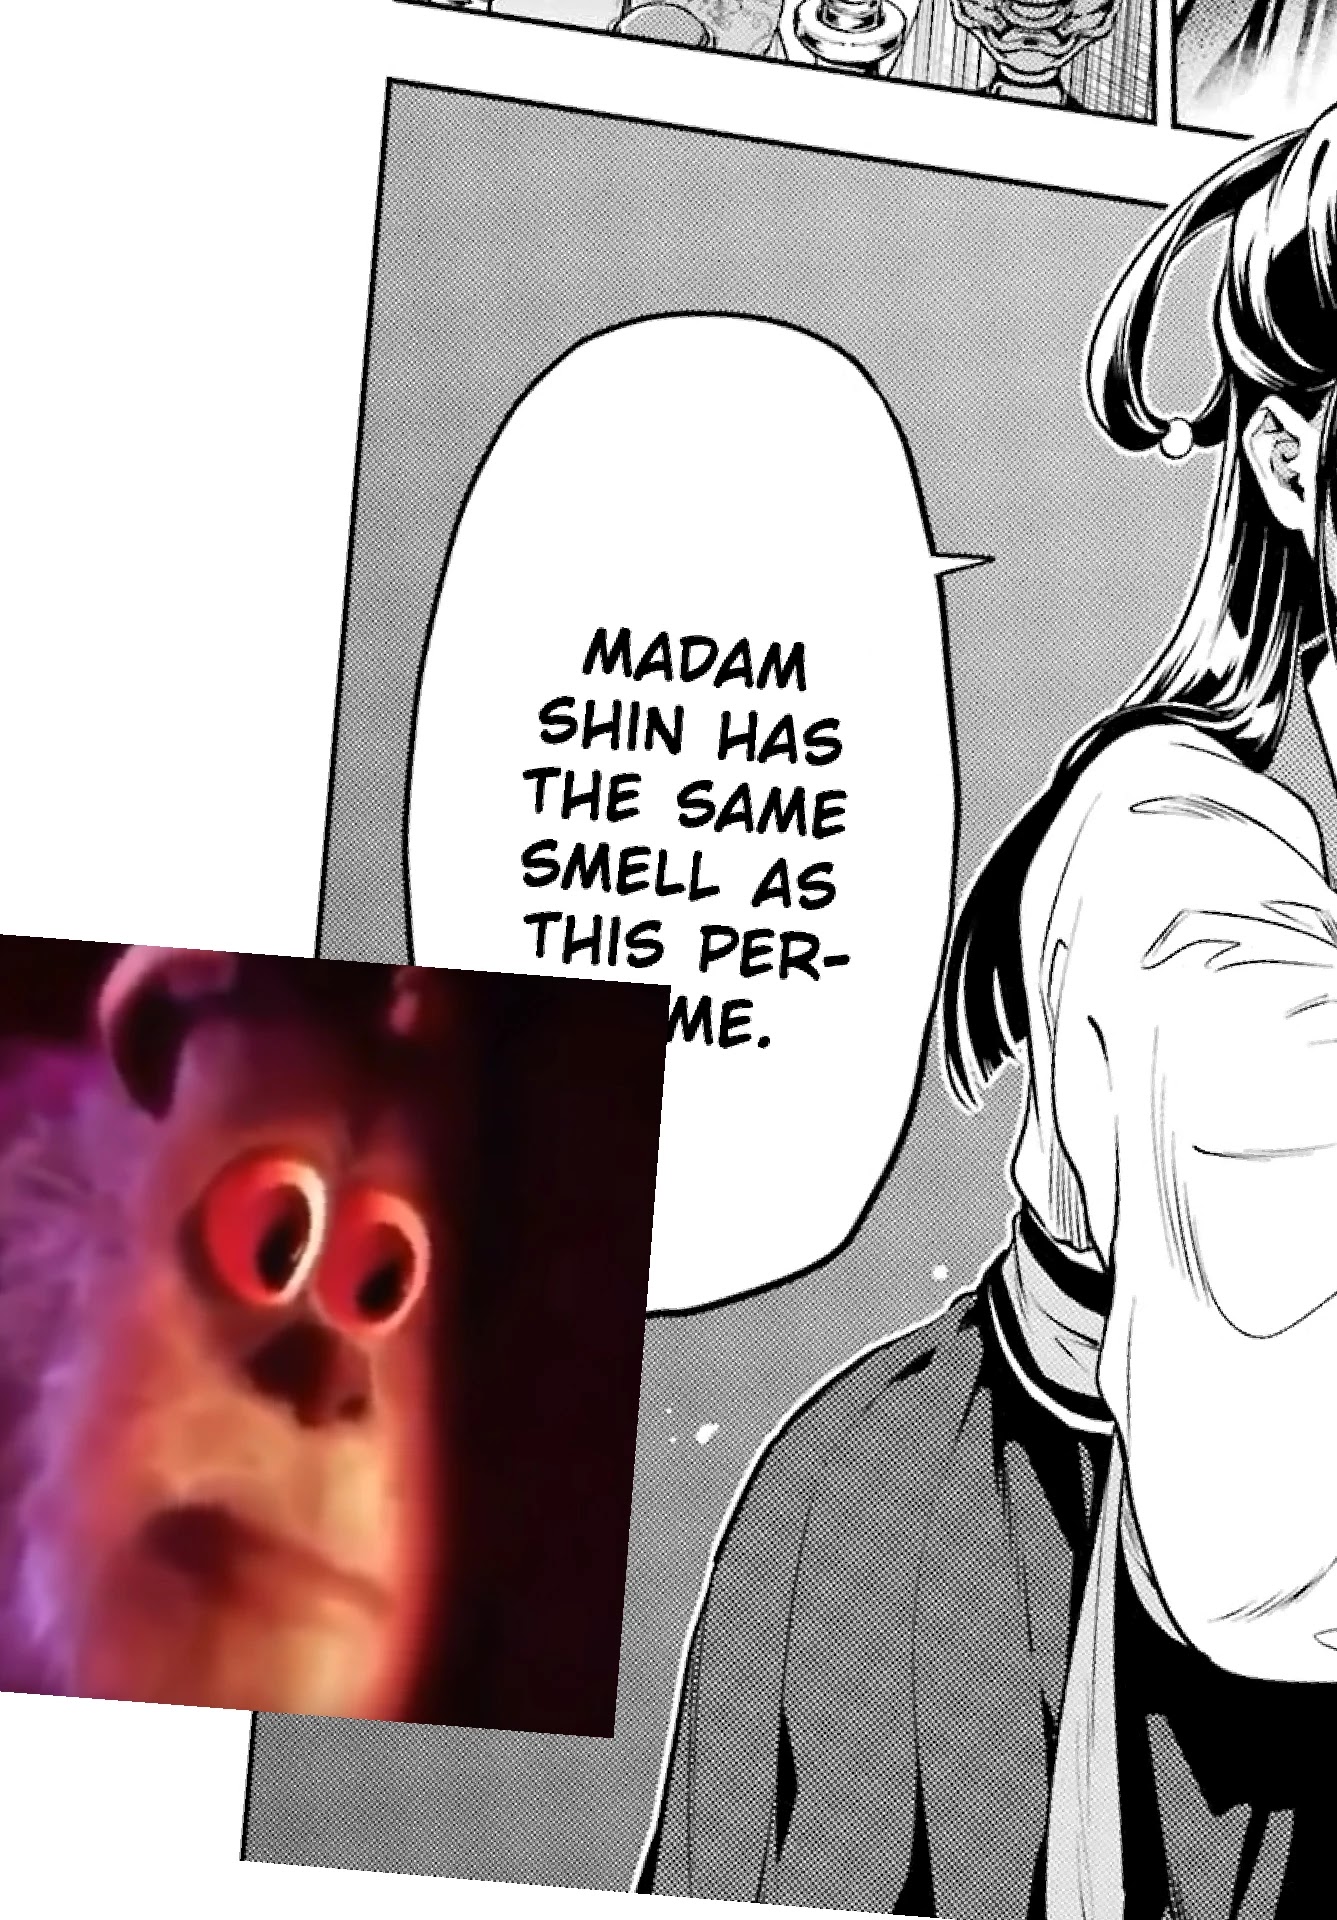 MADAM
SHIN HAS
THE SAME
SMELL AS
THIS PER-
ME.